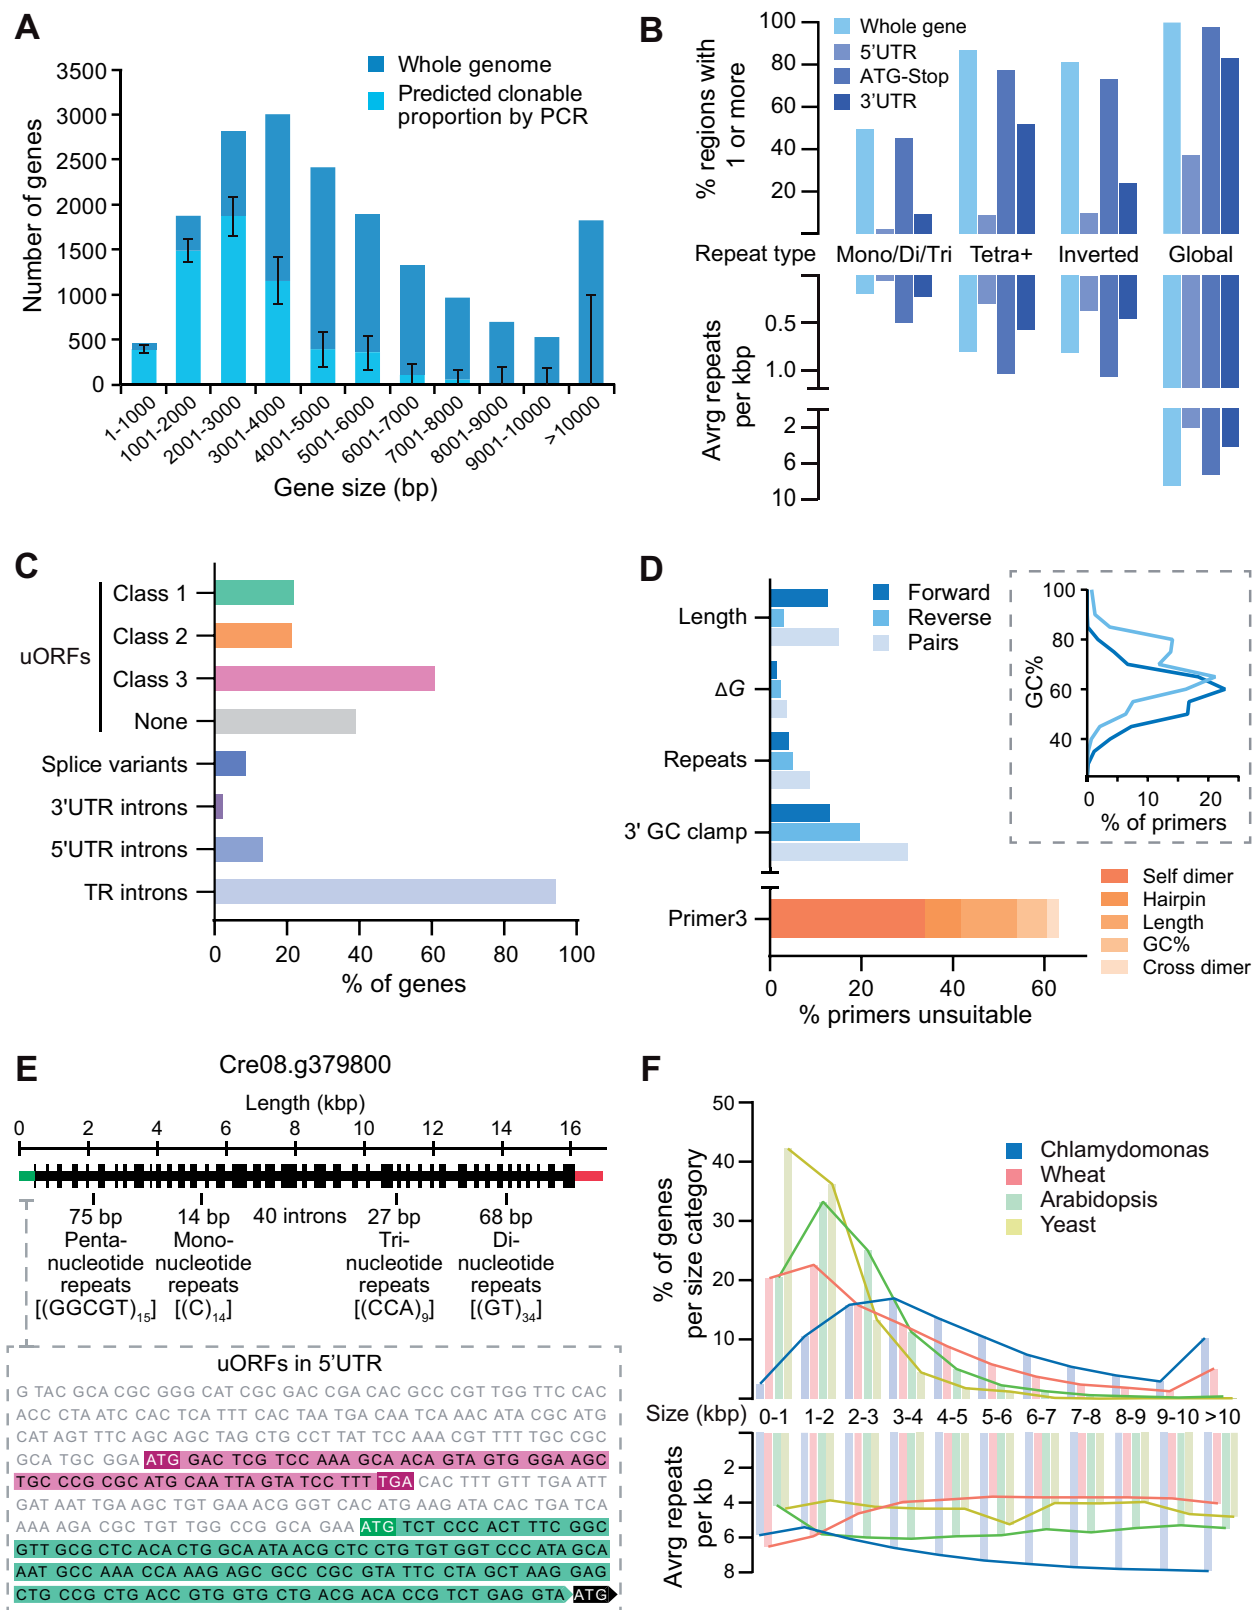 A
3500
3000
2500
2000
1500
1000
500
0
Number of genes
Whole genome
Predicted clonable
proportion by PCR
1-1000
1001-2000
2001-3000
3001-4000
4001-5000
5001-6000
6001-7000
7001-8000
8001-9000
9001-10000
>10000
Gene size (bp)
B
100
80
60
40
20
% regions with
1 or more
Whole gene
5'UTR
ATG-Stop
3'UTR
Repeat type
Mono/Di/Tri
Tetra+
Inverted
Global
0.5
1.0
2
6
10
Avrg repeats
per kbp
C
uORFs
Class 1
Class 2
Class 3
None
Splice variants
3'UTR introns
5'UTR introns
TR introns
0 20 40 60 80 100
% of genes
D
Length
ΔG
Repeats
3' GC clamp
Primer3
Forward
Reverse
Pairs
100
80
60
40
GC%
0 10 20
% of primers
Self dimer
Hairpin
Length
GC%
Cross dimer
0 20 40 60
% primers unsuitable
E
Cre08.g379800
Length (kbp)
0 2 4 6 8 10 12 14 16
75 bp
Penta-
nucleotide
repeats
[(GGCGT)15]
14 bp
Mono-
nucleotide
repeats
[(C)14]
40 introns
27 bp
Tri-
nucleotide
repeats
[(CCA)9]
68 bp
Di-
nucleotide
repeats
[(GT)34]
uORFs in 5'UTR
G TAC GCA CGC GGG CAT CGC GAC CGA CAC GCC CGT TGG TTC CAC
ACC CTA ATC CAC TCA TTT CAC TAA TGA CAA TCA AAC ATA CGC ATG
CAT AGT TTC AGC AGC TAG CTG CCT TAT TCC AAA CGT TTT TGC CGC
GCA TGC GGA ATG GAC TCG TCC AAA GCA ACA GTA GTG GGA AGC
TGC CCG CGC ATG CAA TTA GTA TCC TTT TGA CAC TTT GTT TGA ATT
GAT AAT TGA AGC TGT GAA ACG GGT CAC ATG AAG ATA CAC TGA TCA
AAA AGA CGC TGT TGG CCG GCA GAA ATG TCT CCC ACT TTC GGC
GTT GCG CTC ACA CTG GCA ATA ACG CTC CTG TGT GGT CCC ATA GCA
AAT GCC AAA CCA AAG AGC GCC CGC GTA TTC CTA GCT AAG GAG
CTG CCG CTG ACC GTG GTG CTG ACG ACA CCG TCT GAG GTA ATG
F
50
40
30
20
10
% of genes
per size category
Chlamydomonas
Wheat
Arabidopsis
Yeast
Size (kbp) 0-1 1-2 2-3 3-4 4-5 5-6 6-7 7-8 8-9 9-10 >10
2
4
6
8
Avrg repeats
per kb